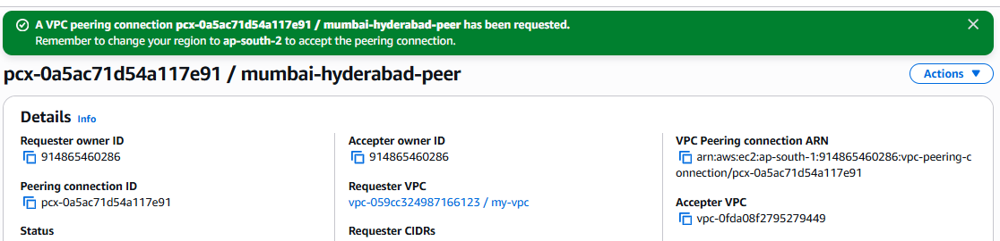 A VPC peering connection pcx-0a5ac71d54a117e91 / mumbai-hyderabad-peer has been requested.
Remember to change your region to ap-south-2 to accept the peering connection.
pcx-0a5ac71d54a117e91 / mumbai-hyderabad-peer
Actions
Details Info
Requester owner ID
914865460286
Accepter owner ID
914865460286
VPC Peering connection ARN
arn:aws:ec2:ap-south-1:914865460286:vpc-peering-c
onnection/pcx-0a5ac71d54a117e91
Peering connection ID
pcx-0a5ac71d54a117e91
Requester VPC
vpc-059cc324987166123 / my-vpc
Accepter VPC
vpc-0fda08f2795279449
Status
Requester CIDRs